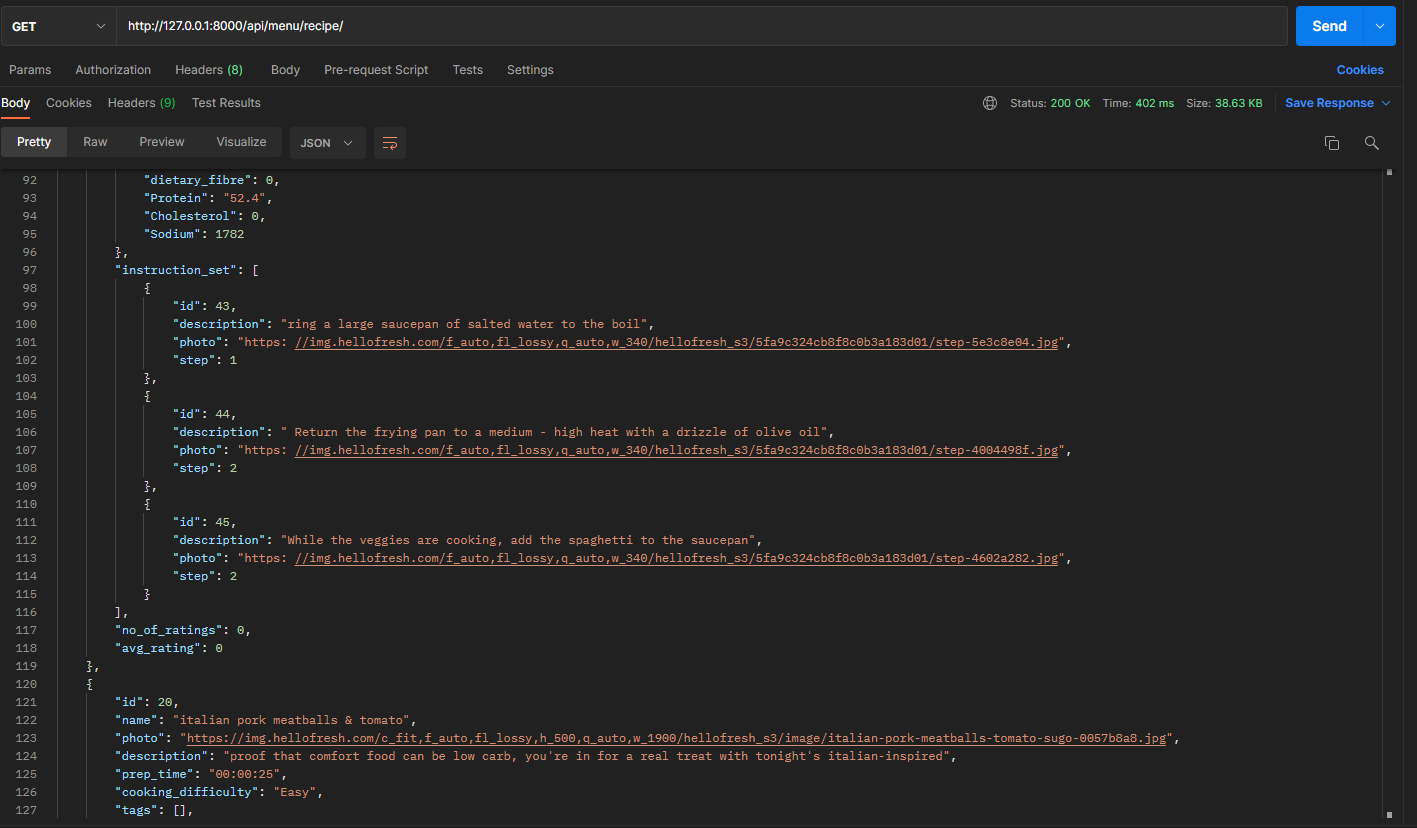 GET http://127.0.0.1:8000/api/menu/recipe/ Send
Params Authorization Headers (8) Body Pre-request Script Tests Settings Cookies
Body Cookies Headers (9) Test Results Status: 200 OK Time: 402 ms Size: 38.63 KB Save Response
Pretty Raw Preview Visualize JSON
92 "dietary_fibre": 0,
93 "Protein": "52.4",
94 "Cholesterol": 0,
95 "Sodium": 1782
96 },
97 "instruction_set": [
98 {
99 "id": 43,
100 "description": "ring a large saucepan of salted water to the boil",
101 "photo": "https: //img.hellofresh.com/f_auto,fl_lossy,q_auto,w_340/hellofresh_s3/5fa9c324cb8f8c0b3a183d01/step-5e3c8e04.jpg",
102 "step": 1
103 },
104 {
105 "id": 44,
106 "description": " Return the frying pan to a medium - high heat with a drizzle of olive oil",
107 "photo": "https: //img.hellofresh.com/f_auto,fl_lossy,q_auto,w_340/hellofresh_s3/5fa9c324cb8f8c0b3a183d01/step-4004498f.jpg",
108 "step": 2
109 },
110 {
111 "id": 45,
112 "description": "While the veggies are cooking, add the spaghetti to the saucepan",
113 "photo": "https: //img.hellofresh.com/f_auto,fl_lossy,q_auto,w_340/hellofresh_s3/5fa9c324cb8f8c0b3a183d01/step-4602a282.jpg",
114 "step": 2
115 }
116 ],
117 "no_of_ratings": 0,
118 "avg_rating": 0
119 },
120 {
121 "id": 20,
122 "name": "italian pork meatballs & tomato",
123 "photo": "https://img.hellofresh.com/c_fit,f_auto,fl_lossy,h_500,q_auto,w_1900/hellofresh_s3/image/italian-pork-meatballs-tomato-sugo-0057b8a8.jpg",
124 "description": "proof that comfort food can be low carb, you're in for a real treat with tonight's italian-inspired",
125 "prep_time": "00:00:25",
126 "cooking_difficulty": "Easy",
127 "tags": [],